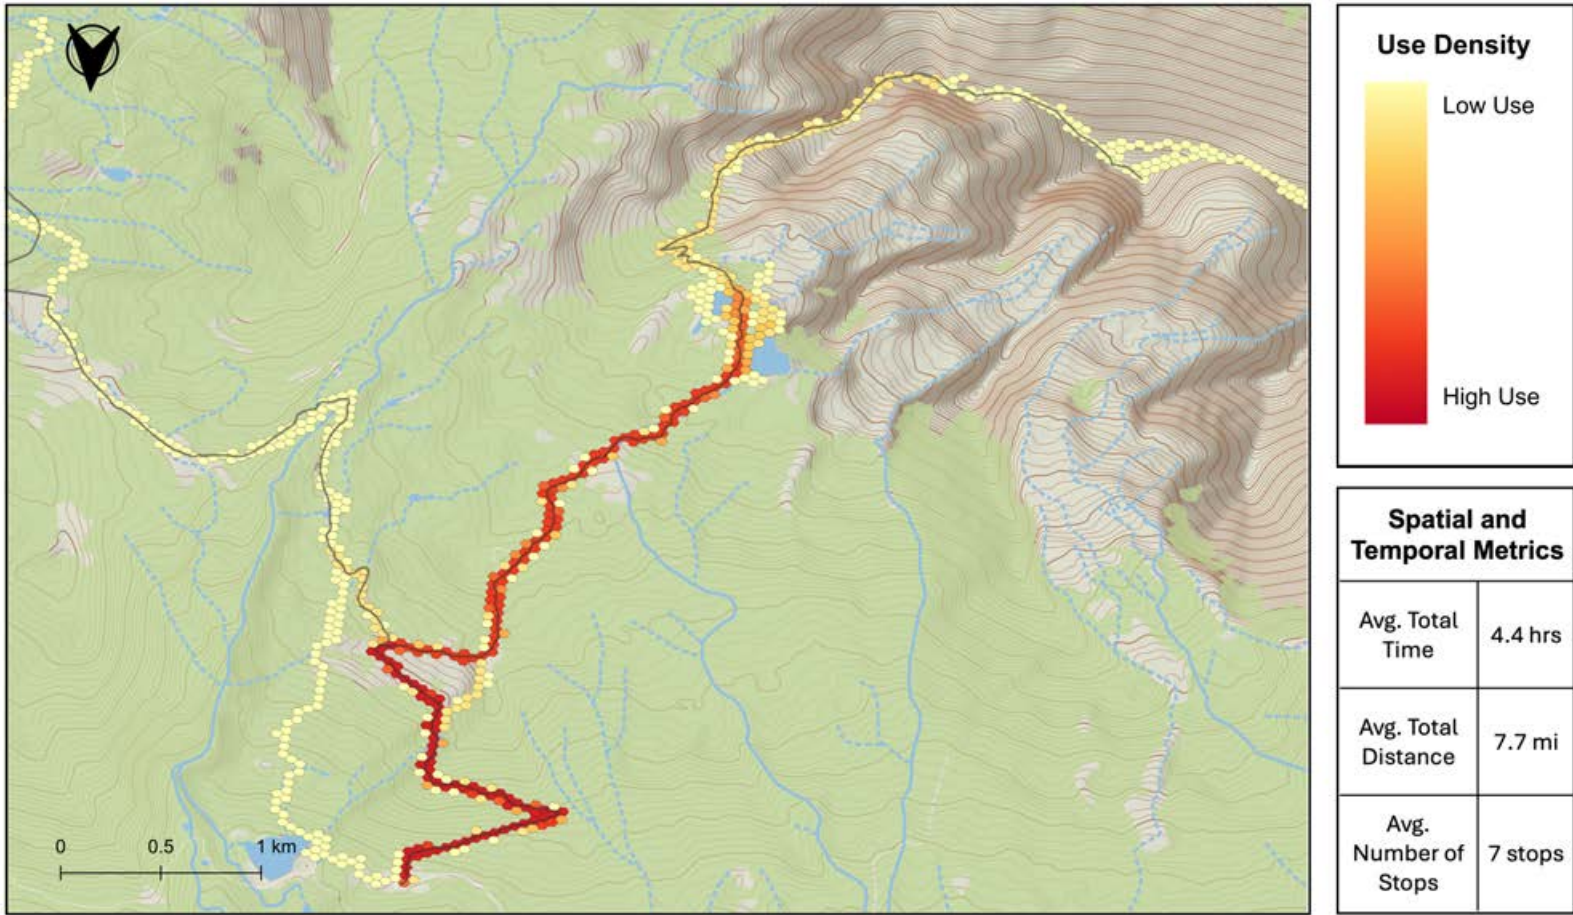 Use Density
Low Use
High Use
Spatial and
Temporal Metrics
Avg. Total
Time
4.4 hrs
Avg. Total
Distance
7.7 mi
Avg.
Number of
Stops
7 stops
0
0.5
1 km